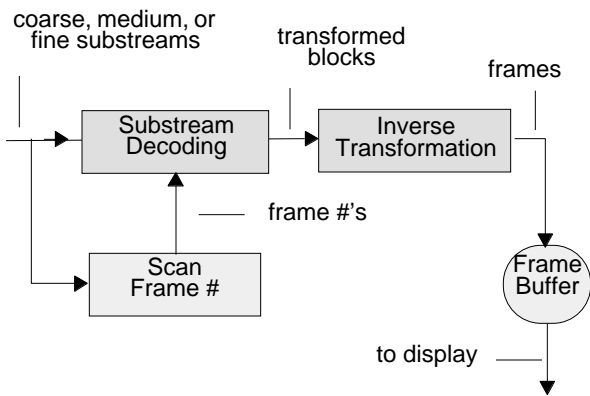 coarse, medium, or
fine substreams
transformed
blocks
frames
Substream
Decoding
Inverse
Transformation
frame #'s
Scan
Frame #
Frame
Buffer
to display